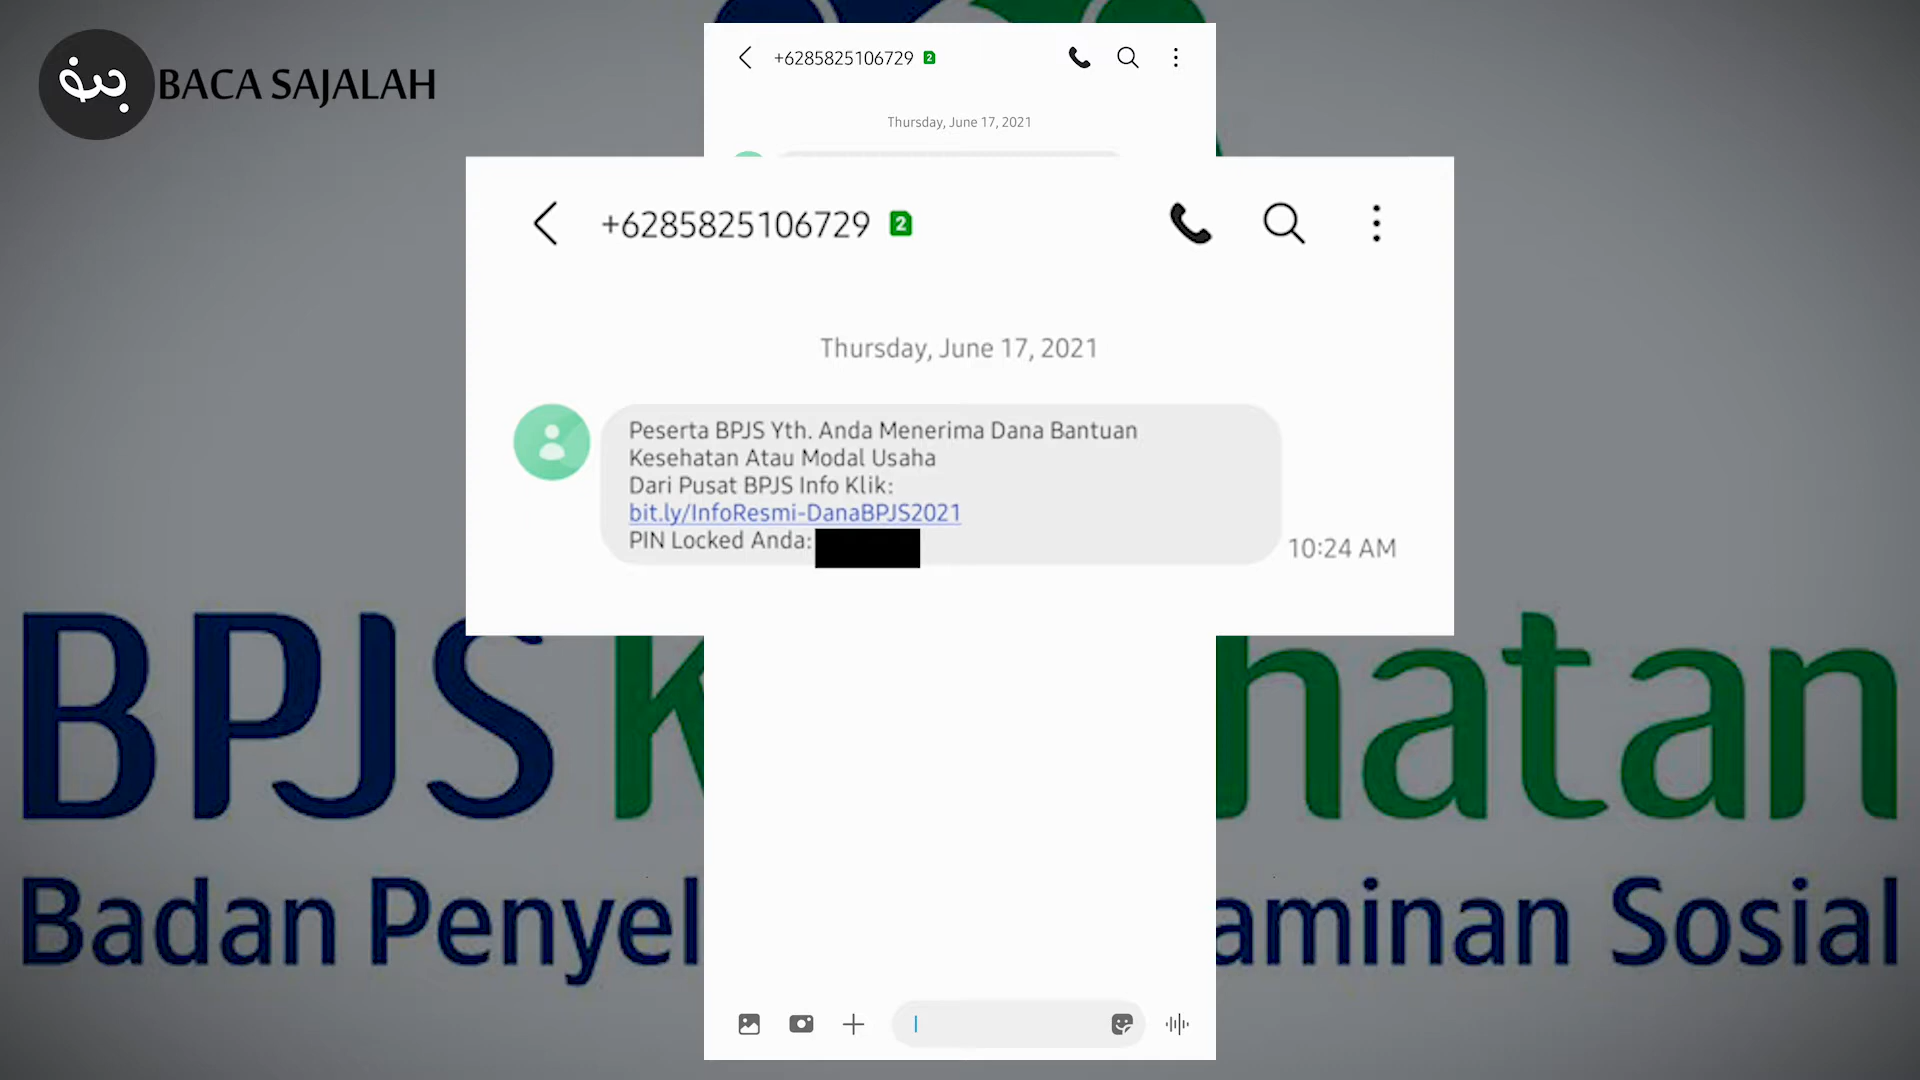 BACA SAJALAH
+6285825106729 2
Thursday, June 17, 2021
+6285825106729 2
Thursday, June 17, 2021
Peserta BPJS Yth. Anda Menerima Dana Bantuan
Kesehatan Atau Modal Usaha
Dari Pusat BPJS Info Klik:
bit.ly/InfoResmi-DanaBPJS2021
PIN Locked Anda:
10:24 AM
BPJS K hatan
Badan Penyel aminan Sosial